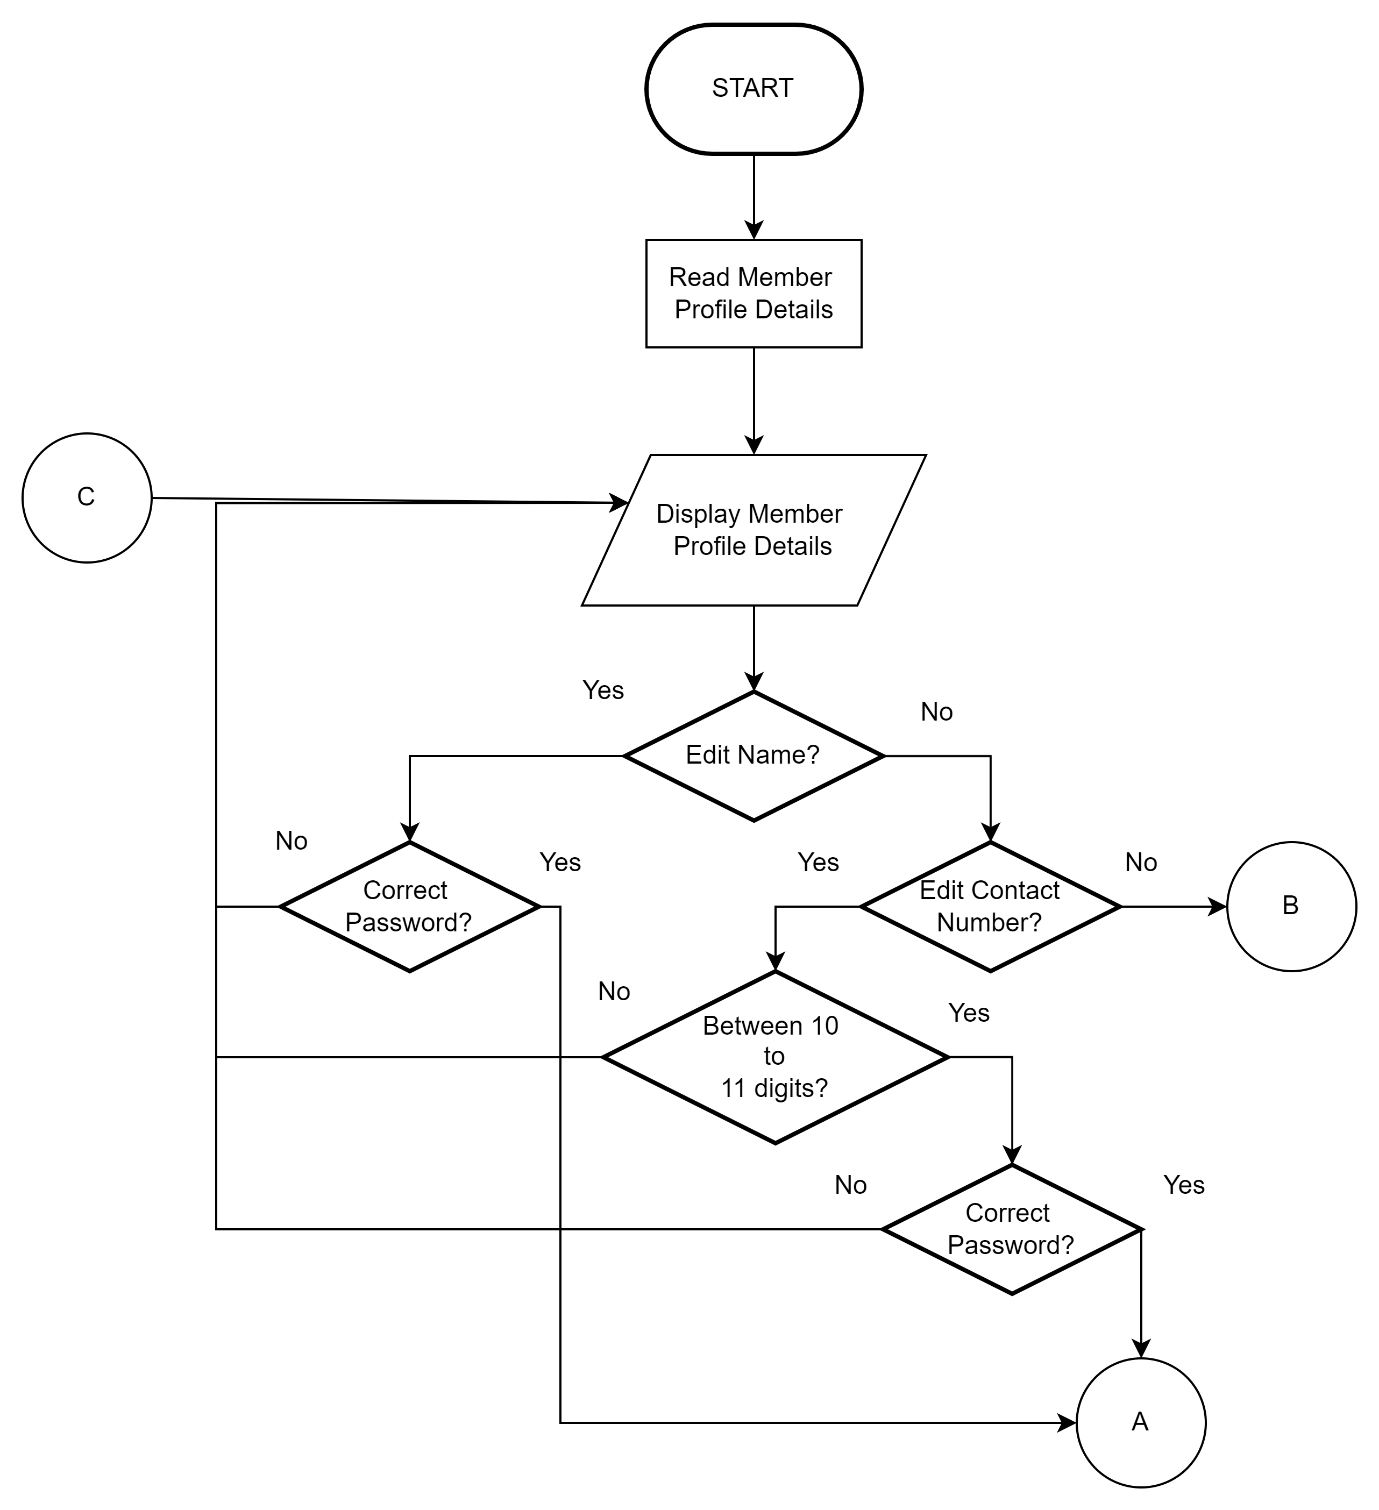 START
Read Member
Profile Details
C
Display Member
Profile Details
Yes
No
Edit Name?
No
Yes
Yes
No
Correct
Password?
Edit Contact
Number?
B
No
Yes
Between 10
to
11 digits?
No
Yes
Correct
Password?
A